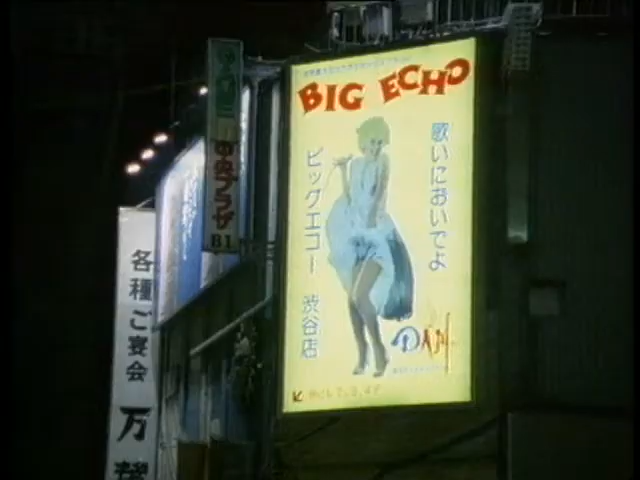 BIG ECHO
歌いにおいでよ
ビッグエコー 渋谷店
DAM
中央プラザ
B1
各種ご宴会
万